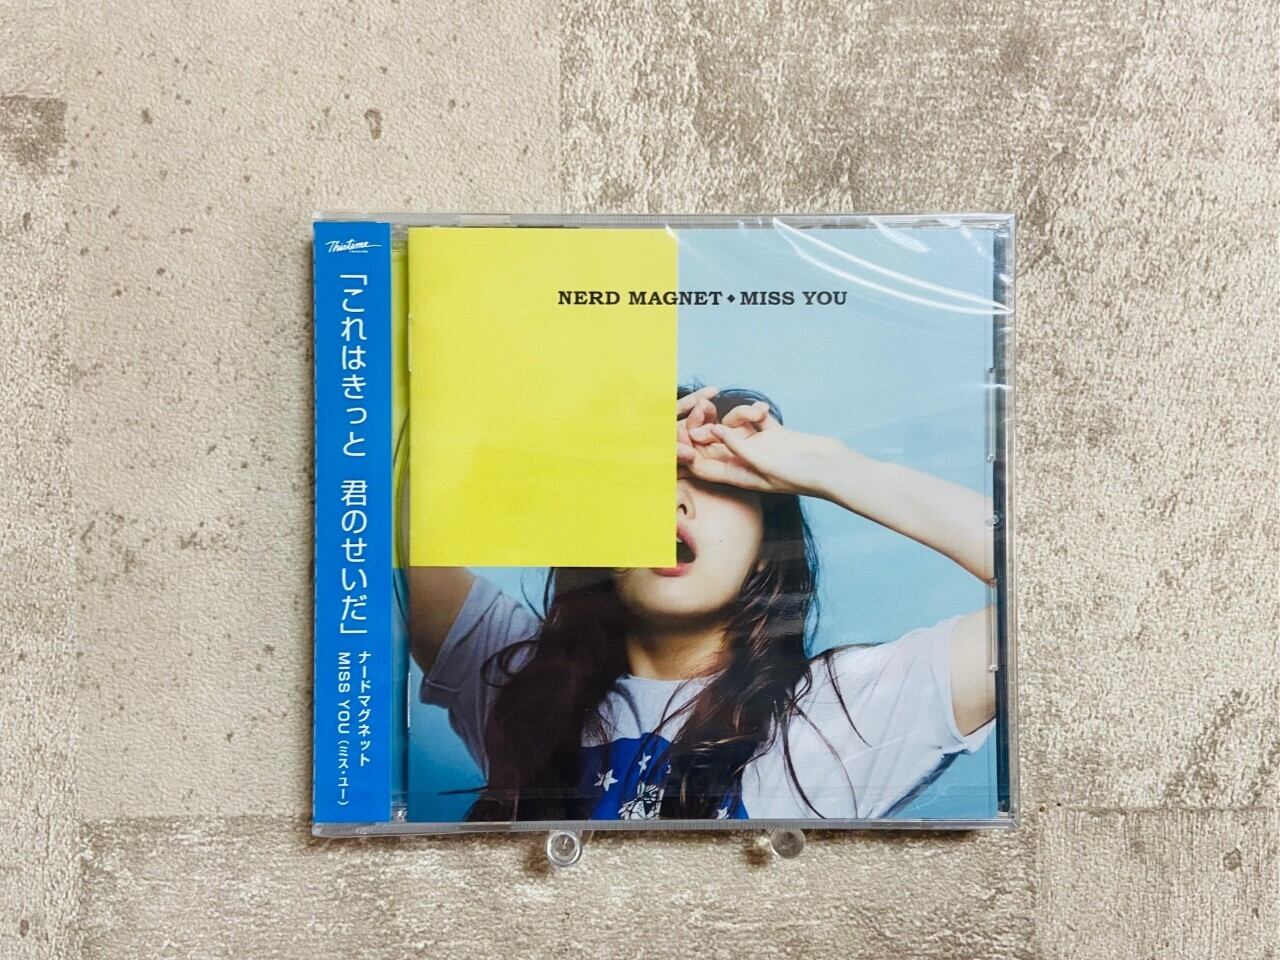 Thistime
「これはきっと 君のせいだ」
ナードマグネット
MISS YOU (ミス・ユー)
NERD MAGNET◆MISS YOU